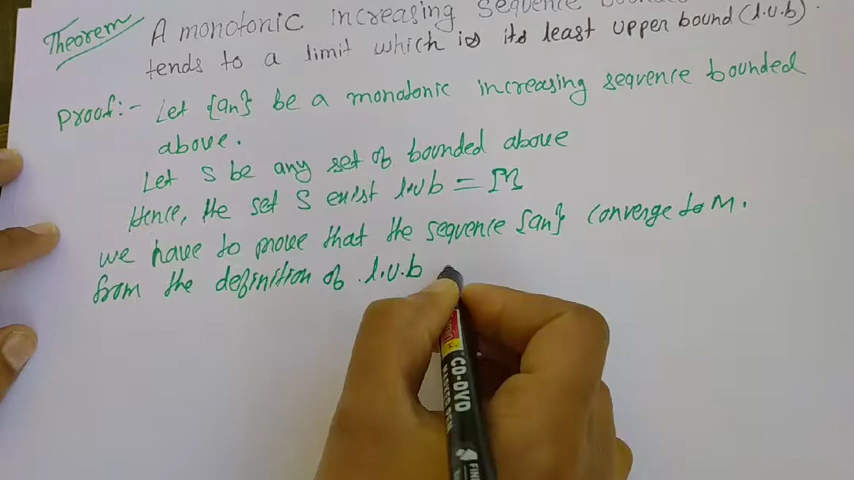 Theorem A monotonic increasing sequence
tends to a limit which is its least upper bound (l.u.b).
Proof:- Let {an} be a monotonic increasing sequence bounded
above.
Let S be any set of bounded above
Hence, the set S exist l.u.b = M
we have to prove that the sequence {an} converge to M.
from the definition of l.u.b
CD-DVD